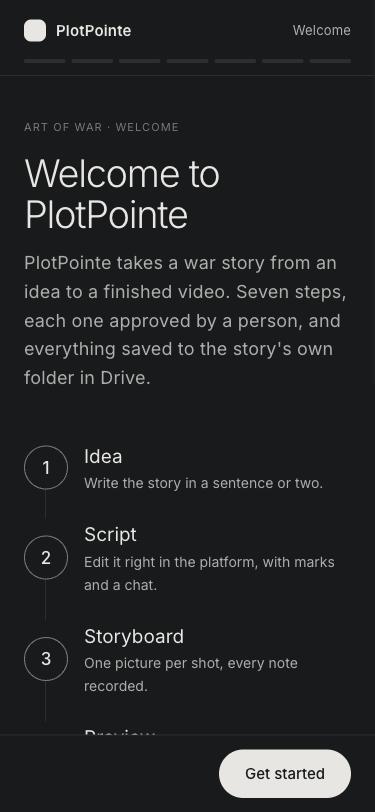 PlotPointe
Welcome
ART OF WAR · WELCOME
Welcome to
PlotPointe
PlotPointe takes a war story from an
idea to a finished video. Seven steps,
each one approved by a person, and
everything saved to the story's own
folder in Drive.
1
Idea
Write the story in a sentence or two.
2
Script
Edit it right in the platform, with marks
and a chat.
3
Storyboard
One picture per shot, every note
recorded.
Preview
Get started